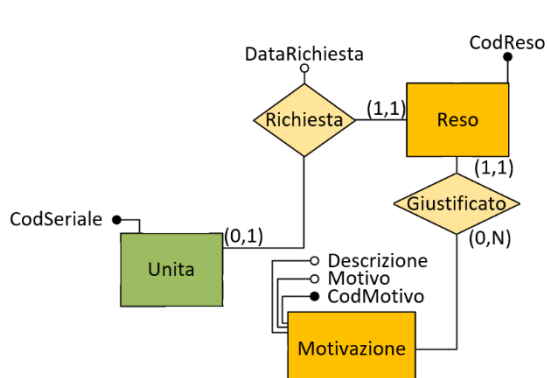 CodReso
DataRichiesta
Richiesta
(1,1)
Reso
(1,1)
Giustificato
CodSeriale
(0,1)
(0,N)
Unita
Descrizione
Motivo
CodMotivo
Motivazione